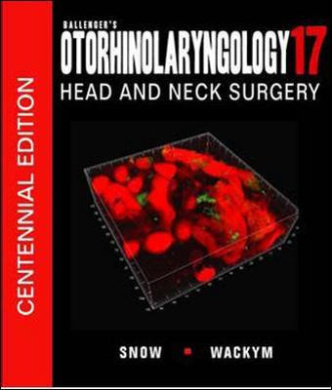 CENTENNIAL EDITION
BALLENGER'S
OTORHINOLARYNGOLOGY 17
HEAD AND NECK SURGERY
SNOW ▪ WACKYM